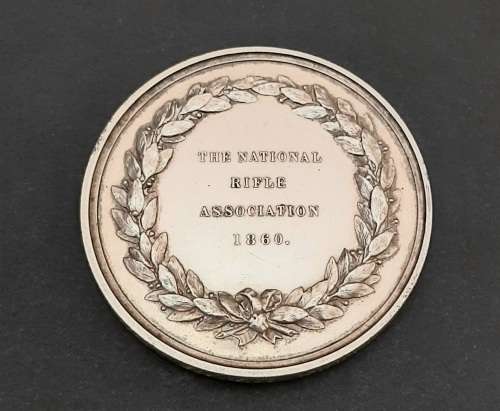 THE NATIONAL
RIFLE
ASSOCIATION
1860.